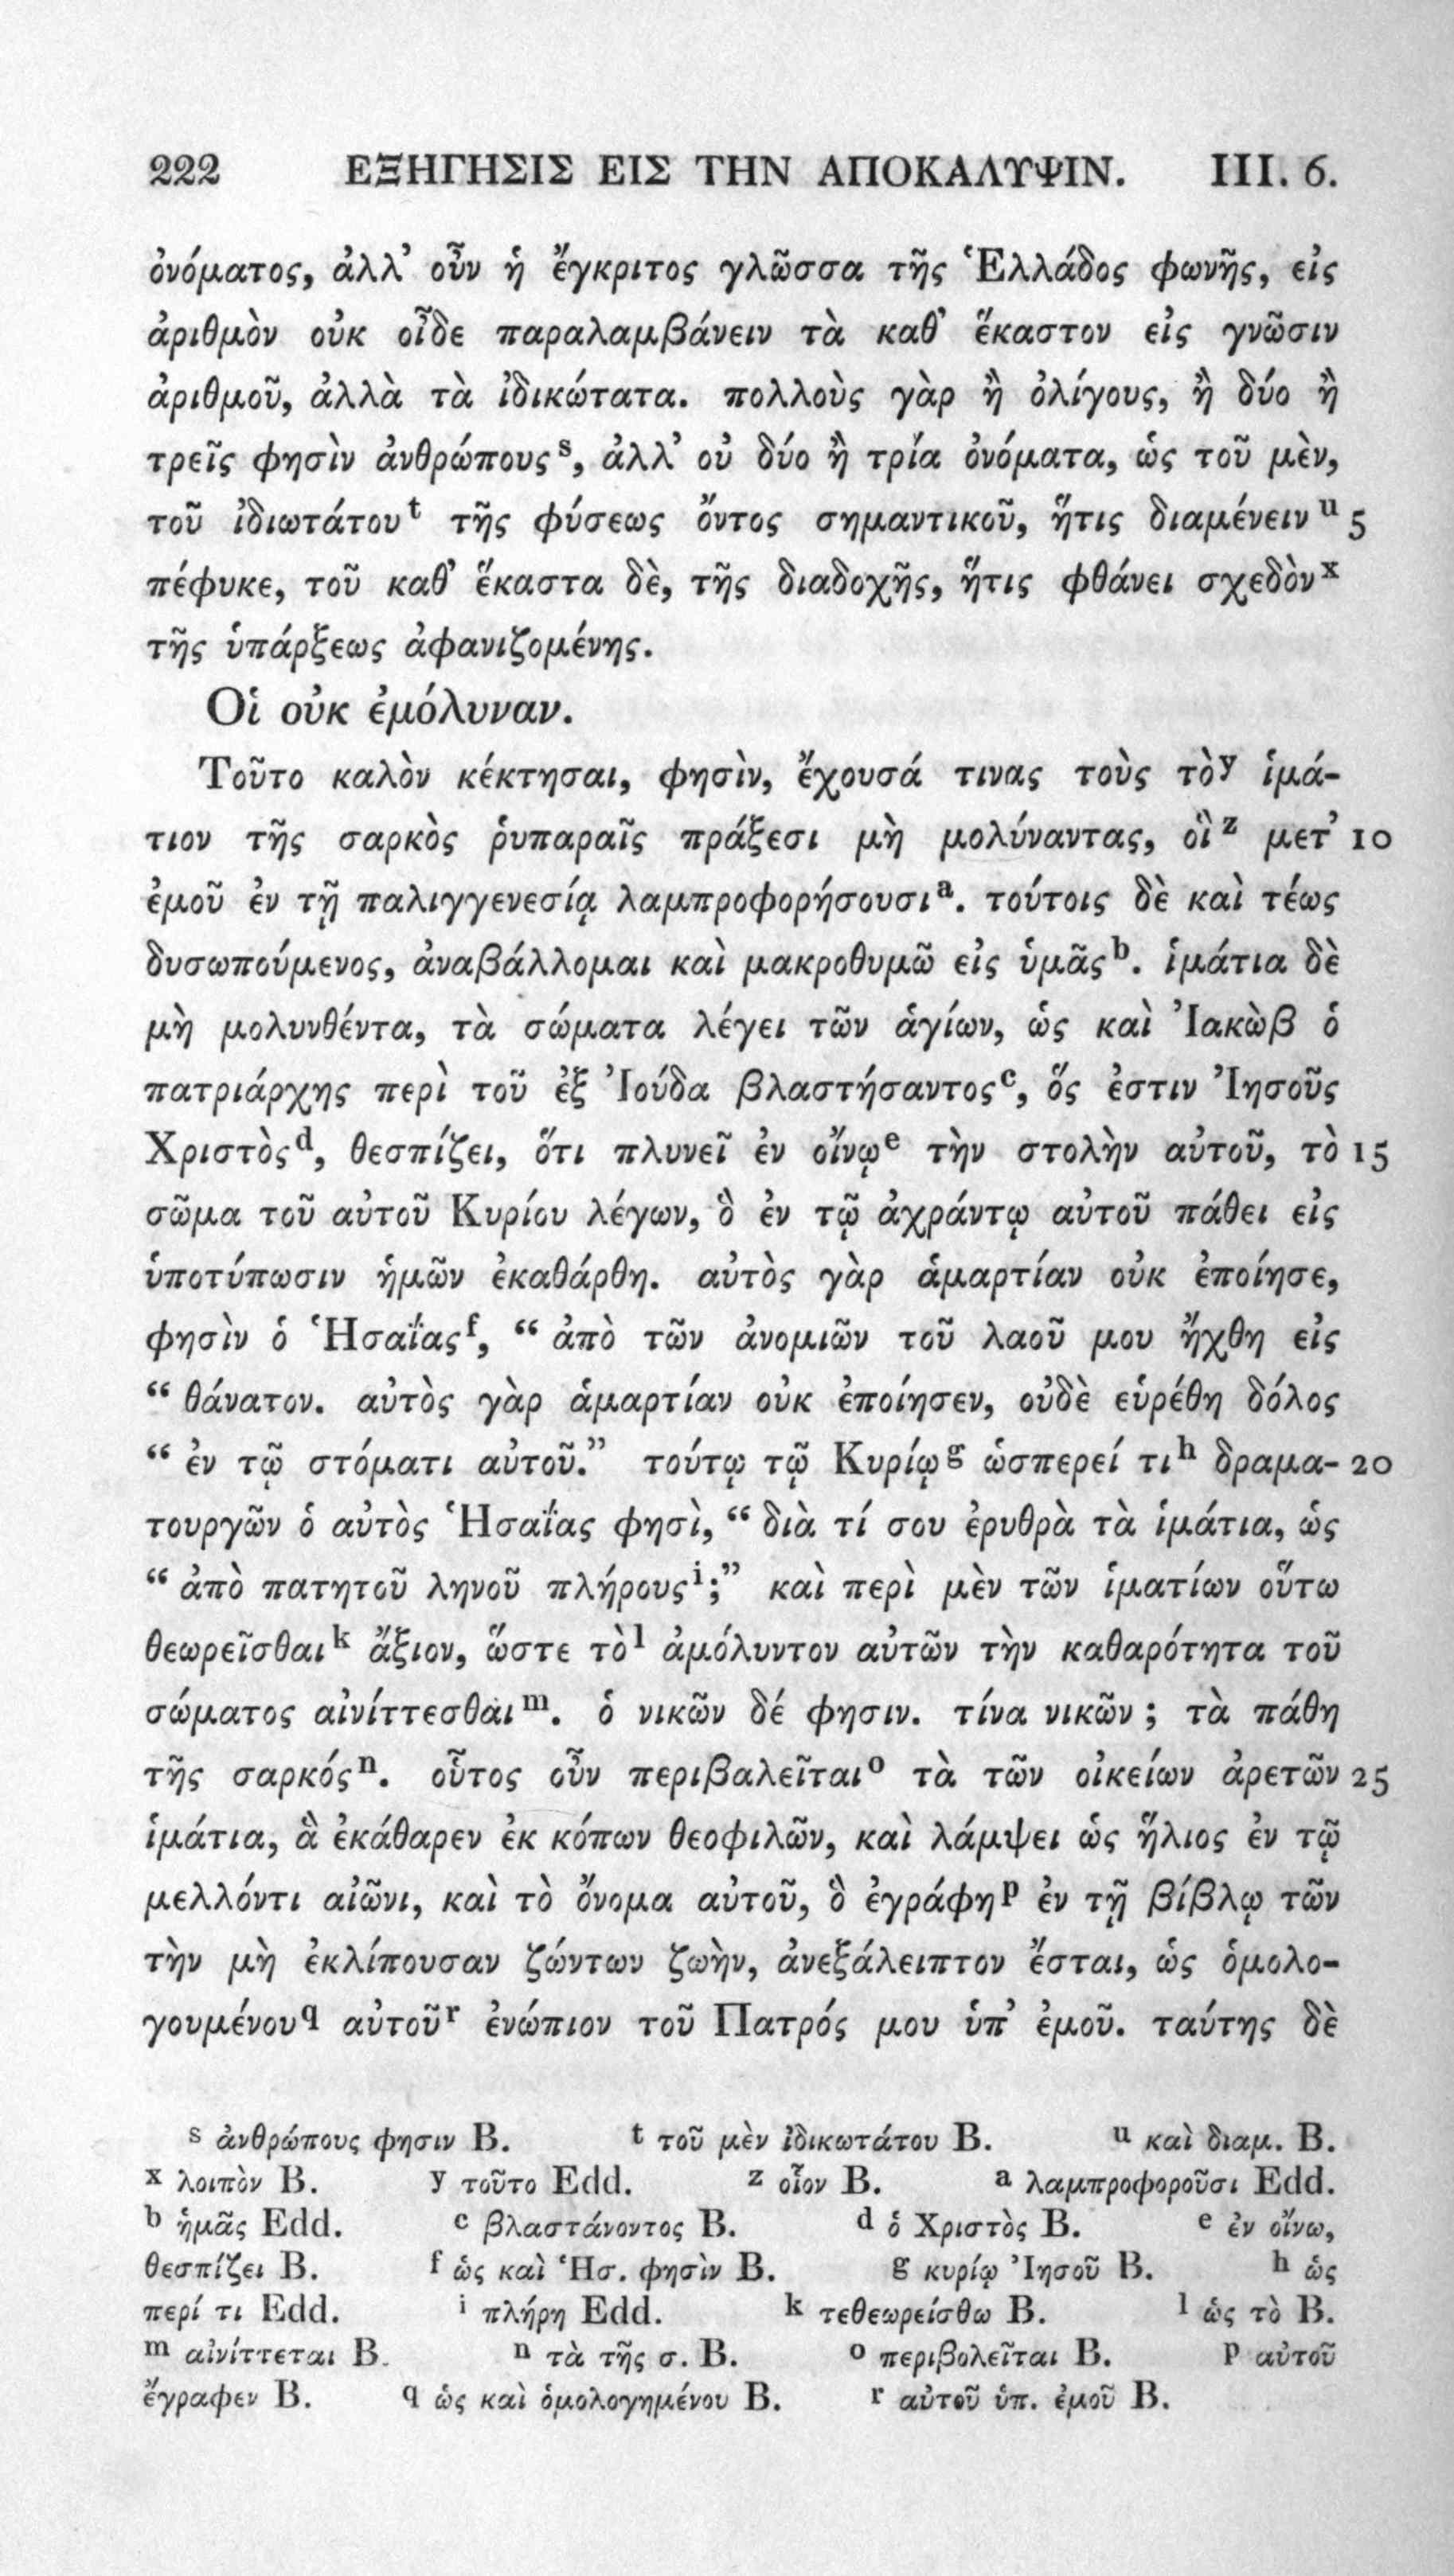 222 ΕΞΗΓΗΣΙΣ ΕΙΣ ΤΗΝ ΑΠΟΚΑΛΥΨΙΝ. III. 6.
ὀνόματος, ἀλλ’ οὖν ἡ ἔγκριτος γλῶσσα τῆς Ἑλλάδος φωνῆς, εἰς
ἀριθμὸν οὐκ οἶδε παραλαμβάνειν τὰ καθ’ ἕκαστον εἰς γνῶσιν
ἀριθμοῦ, ἀλλὰ τὰ ἰδικώτατα. πολλοὺς γὰρ ἢ ὀλίγους, ἢ δύο ἢ
τρεῖς φησὶν ἀνθρώπους s, ἀλλ’ οὐ δύο ἢ τρία ὀνόματα, ὡς τοῦ μὲν,
τοῦ ἰδιωτάτου t τῆς φύσεως ὄντος σημαντικοῦ, ἥτις διαμένειν u 5
πέφυκε, τοῦ καθ’ ἕκαστα δὲ, τῆς διαδοχῆς, ἥτις φθάνει σχεδὸν x
τῆς ὑπάρξεως ἀφανιζομένης.
Οἱ οὐκ ἐμόλυναν.
Τοῦτο καλὸν κέκτησαι, φησὶν, ἔχουσά τινας τοὺς τὸ y ἱμά-
τιον τῆς σαρκὸς ῥυπαραῖς πράξεσι μὴ μολύναντας, οἳ z μετ’ 10
ἐμοῦ ἐν τῇ παλιγγενεσίᾳ λαμπροφορήσουσι a. τούτοις δὲ καὶ τέως
δυσωπούμενος, ἀναβάλλομαι καὶ μακροθυμῶ εἰς ὑμᾶς b. ἱμάτια δὲ
μὴ μολυνθέντα, τὰ σώματα λέγει τῶν ἁγίων, ὡς καὶ Ἰακὼβ ὁ
πατριάρχης περὶ τοῦ ἐξ Ἰούδα βλαστήσαντος c, ὅς ἐστιν Ἰησοῦς
Χριστὸς d, θεσπίζει, ὅτι πλυνεῖ ἐν οἴνῳ e τὴν στολὴν αὐτοῦ, τὸ 15
σῶμα τοῦ αὐτοῦ Κυρίου λέγων, ὃ ἐν τῷ ἀχράντῳ αὐτοῦ πάθει εἰς
ὑποτύπωσιν ἡμῶν ἐκαθάρθη. αὐτὸς γὰρ ἁμαρτίαν οὐκ ἐποίησε,
φησὶν ὁ Ἡσαΐας f, “ ἀπὸ τῶν ἀνομιῶν τοῦ λαοῦ μου ἤχθη εἰς
“ θάνατον. αὐτὸς γὰρ ἁμαρτίαν οὐκ ἐποίησεν, οὐδὲ εὑρέθη δόλος
“ ἐν τῷ στόματι αὐτοῦ.” τούτῳ τῷ Κυρίῳ g ὡσπερεί τι h δραμα- 20
τουργῶν ὁ αὐτὸς Ἡσαΐας φησὶ, “ διὰ τί σου ἐρυθρὰ τὰ ἱμάτια, ὡς
“ ἀπὸ πατητοῦ ληνοῦ πλήρους i;” καὶ περὶ μὲν τῶν ἱματίων οὕτω
θεωρεῖσθαι k ἄξιον, ὥστε τὸ l ἀμόλυντον αὐτῶν τὴν καθαρότητα τοῦ
σώματος αἰνίττεσθαι m. ὁ νικῶν δέ φησιν. τίνα νικῶν ; τὰ πάθη
τῆς σαρκός n. οὗτος οὖν περιβαλεῖται o τὰ τῶν οἰκείων ἀρετῶν 25
ἱμάτια, ἃ ἐκάθαρεν ἐκ κόπων θεοφιλῶν, καὶ λάμψει ὡς ἥλιος ἐν τῷ
μελλόντι αἰῶνι, καὶ τὸ ὄνομα αὐτοῦ, ὃ ἐγράφη p ἐν τῇ βίβλῳ τῶν
τὴν μὴ ἐκλίπουσαν ζώντων ζωὴν, ἀνεξάλειπτον ἔσται, ὡς ὁμολο-
γουμένου q αὐτοῦ r ἐνώπιον τοῦ Πατρός μου ὑπ’ ἐμοῦ. ταύτης δὲ
s ἀνθρώπους φησιν B. t τοῦ μὲν ἰδικωτάτου B. u καὶ διαμ. B.
x λοιπὸν B. y τοῦτο Edd. z οἷον B. a λαμπροφοροῦσι Edd.
b ἡμᾶς Edd. c βλαστάνοντος B. d ὁ Χριστὸς B. e ἐν οἴνω,
θεσπίζει B. f ὡς καὶ Ἡσ. φησὶν B. g κυρίῳ Ἰησοῦ B. h ὡς
περί τι Edd. i πλήρη Edd. k τεθεωρείσθω B. l ὡς τὸ B.
m αἰνίττεται B. n τὰ τῆς σ. B. o περιβολεῖται B. p αὐτοῦ
ἔγραφεν B. q ὡς καὶ ὁμολογημένου B. r αὐτοῦ ὑπ. ἐμοῦ B.